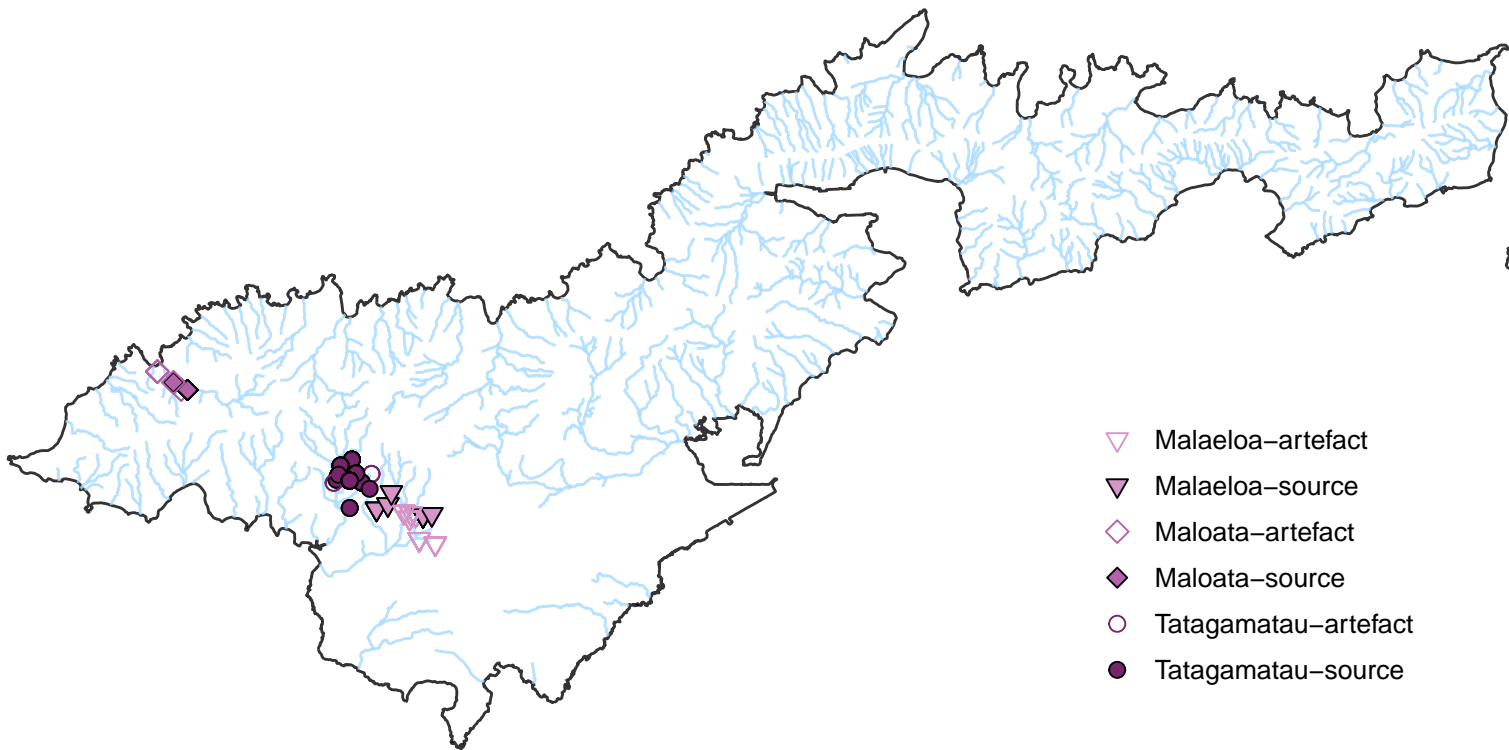 Malaeloa−artefact
Malaeloa−source
Maloata−artefact
Maloata−source
Tatagamatau−artefact
Tatagamatau−source